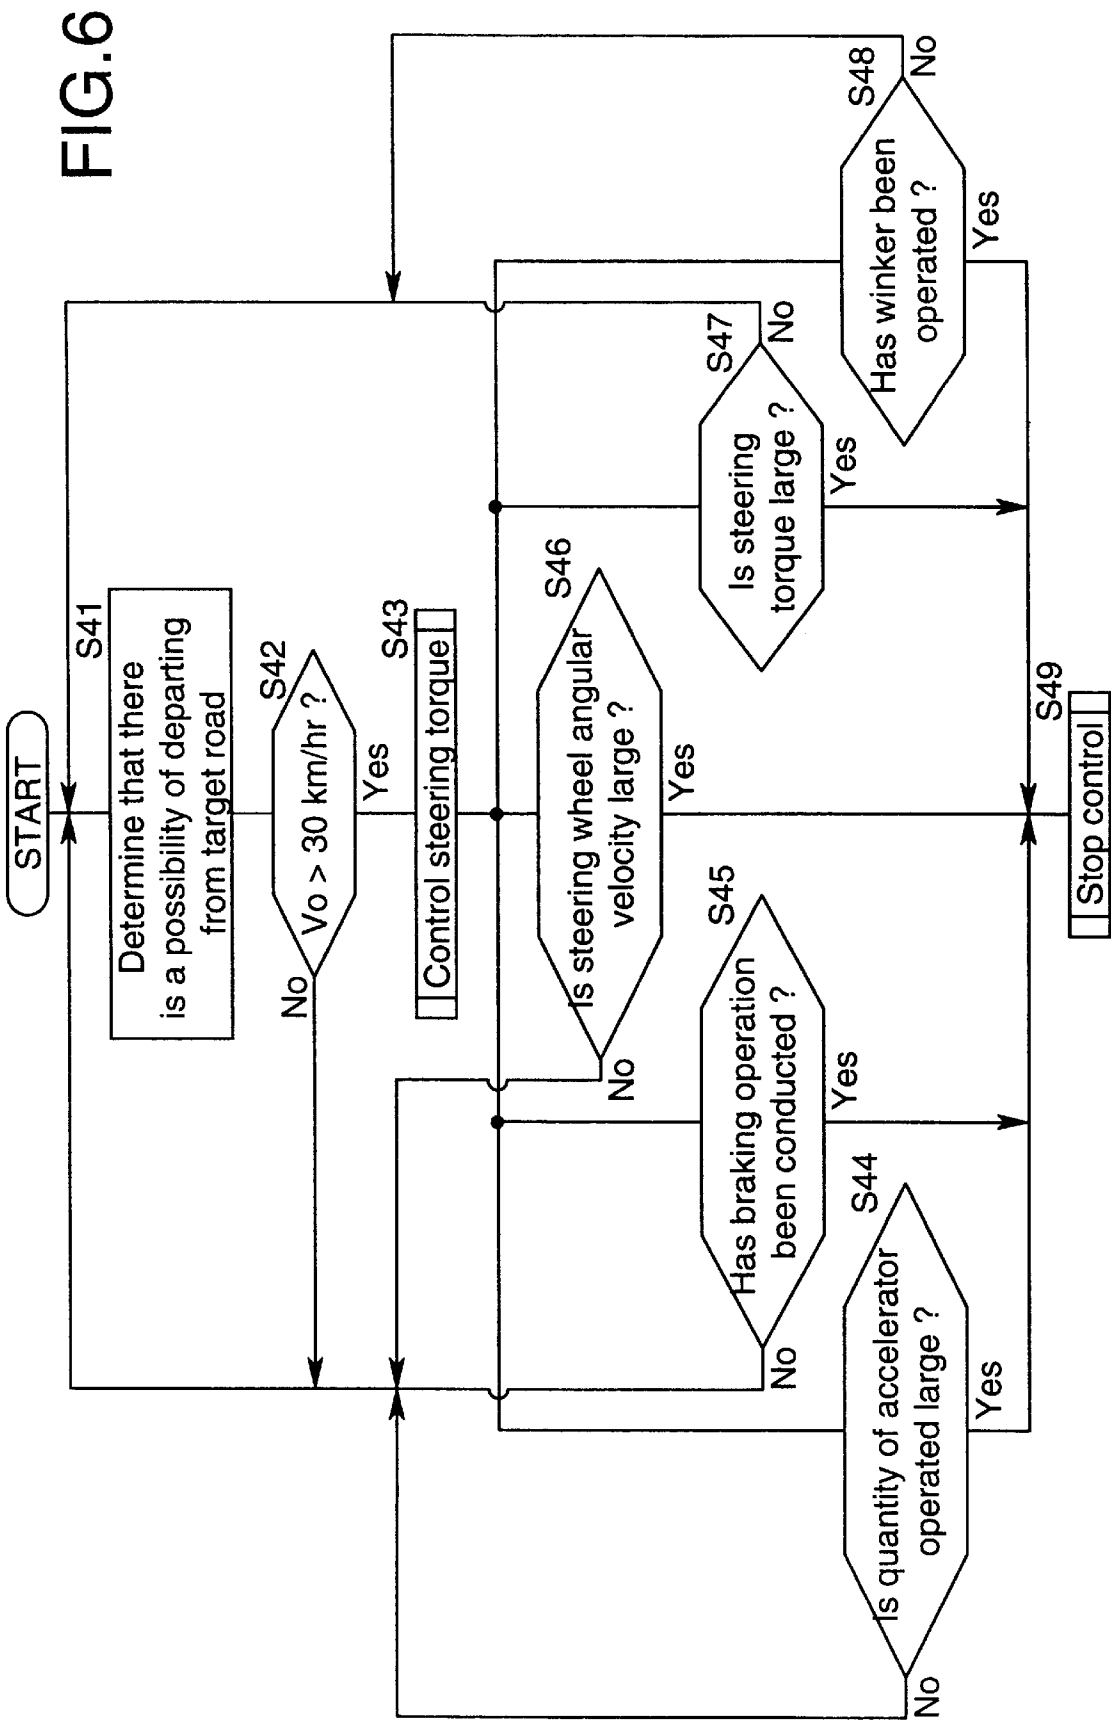 FIG.6
START
S41
Determine that there
is a possibility of departing
from target road
S42
Vo > 30 km/hr ?
No
Yes
S43
Control steering torque
S44
Is quantity of accelerator
operated large ?
No
Yes
S45
Has braking operation
been conducted ?
No
Yes
S46
Is steering wheel angular
velocity large ?
No
Yes
S47
Is steering
torque large ?
No
Yes
S48
Has winker been
operated ?
No
Yes
S49
Stop control